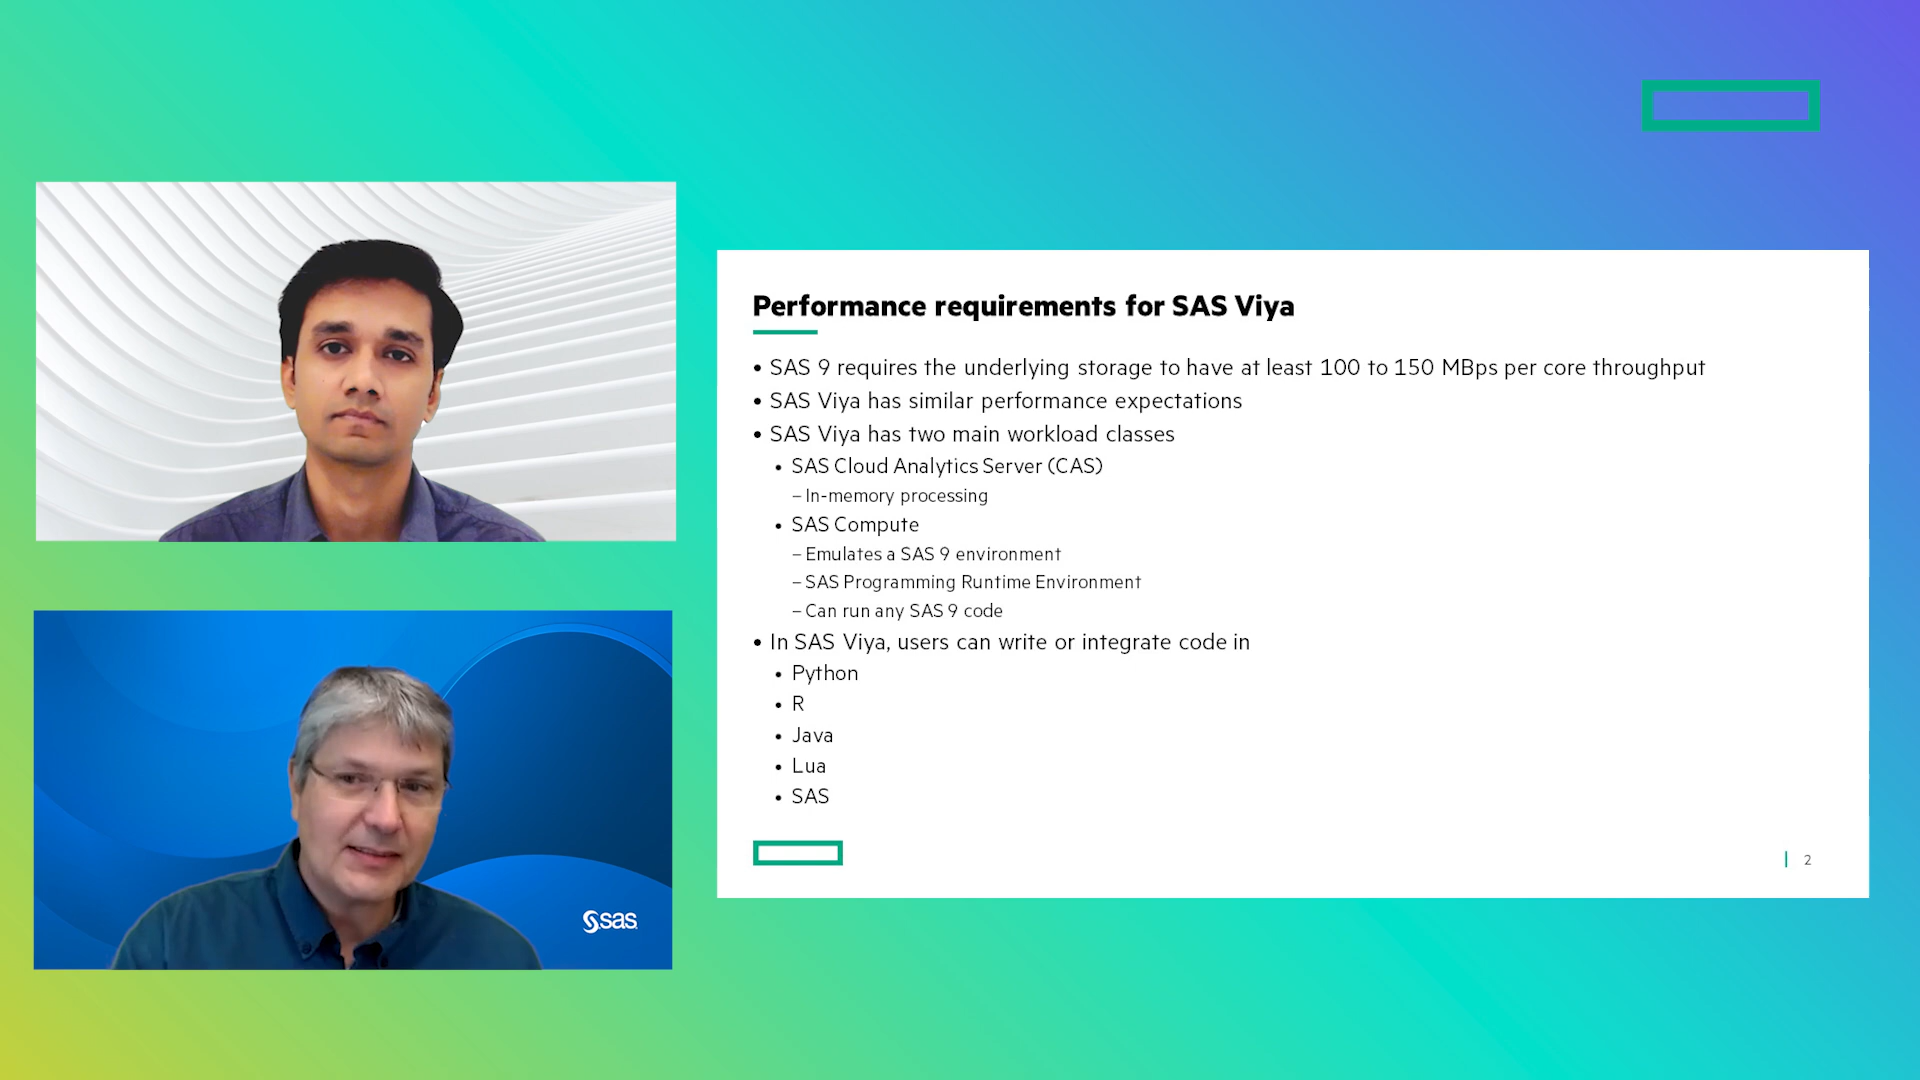 Performance requirements for SAS Viya
• SAS 9 requires the underlying storage to have at least 100 to 150 MBps per core throughput
• SAS Viya has similar performance expectations
• SAS Viya has two main workload classes
• SAS Cloud Analytics Server (CAS)
– In-memory processing
• SAS Compute
– Emulates a SAS 9 environment
– SAS Programming Runtime Environment
– Can run any SAS 9 code
• In SAS Viya, users can write or integrate code in
• Python
• R
• Java
• Lua
• SAS
2
sas